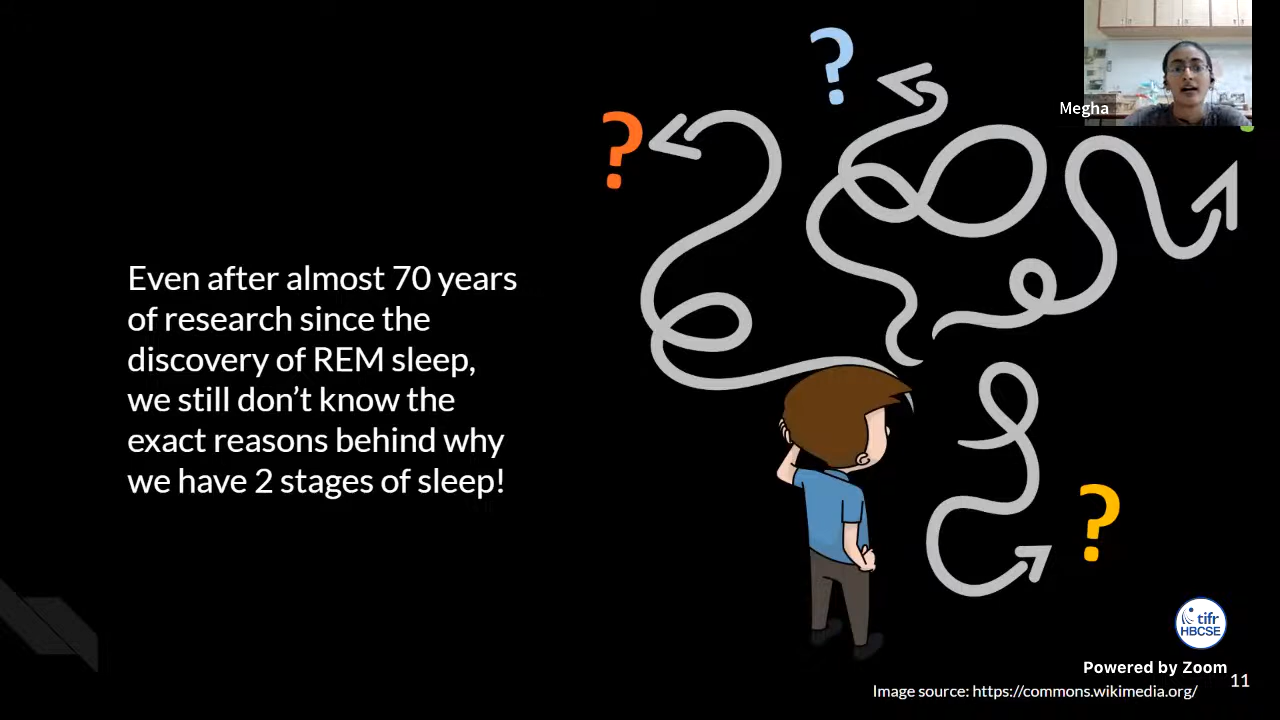 Even after almost 70 years
of research since the
discovery of REM sleep,
we still don’t know the
exact reasons behind why
we have 2 stages of sleep!
?
?
?
Megha
tifr
HBCSE
Powered by Zoom
11
Image source: https://commons.wikimedia.org/